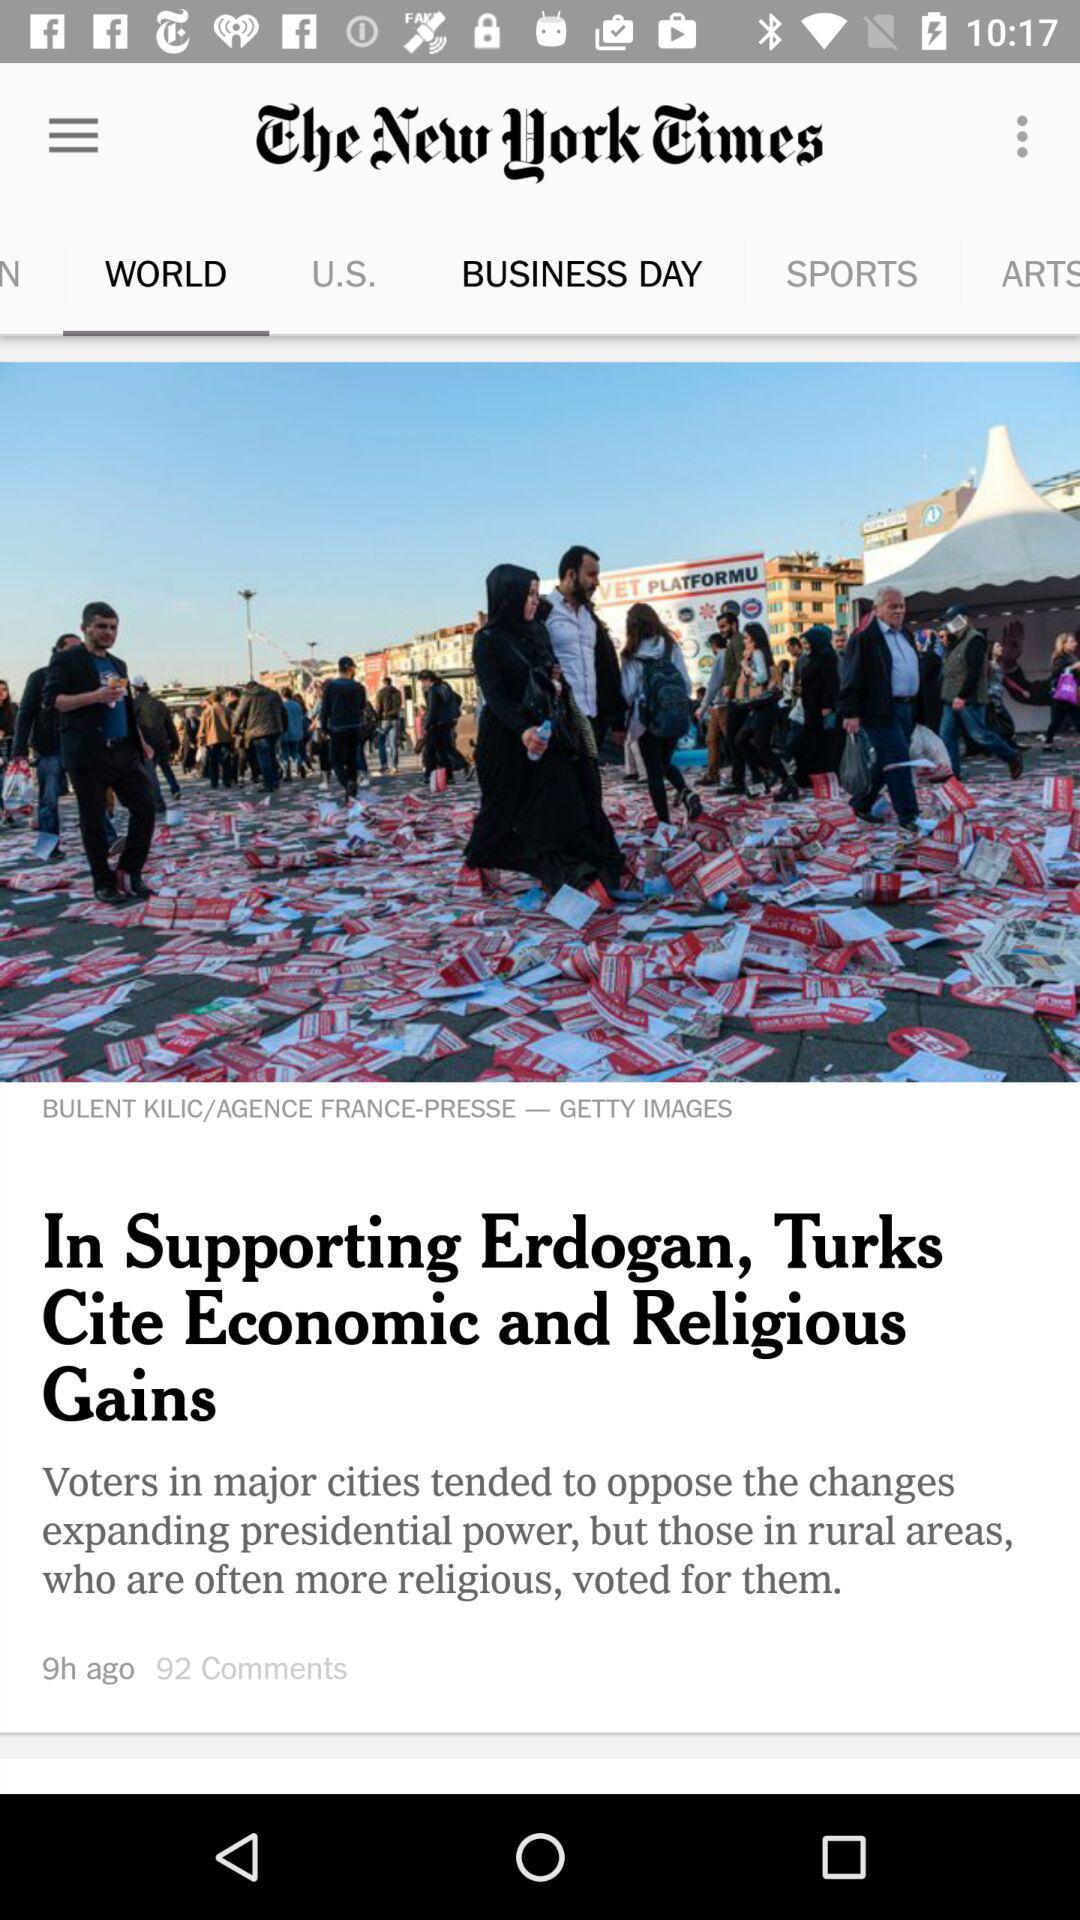 FAKE 10:17
The New York Times
N WORLD U.S. BUSINESS DAY SPORTS ARTS
VET PLATFORMU
BULENT KILIC/AGENCE FRANCE-PRESSE — GETTY IMAGES
In Supporting Erdogan, Turks
Cite Economic and Religious
Gains
Voters in major cities tended to oppose the changes
expanding presidential power, but those in rural areas,
who are often more religious, voted for them.
9h ago 92 Comments